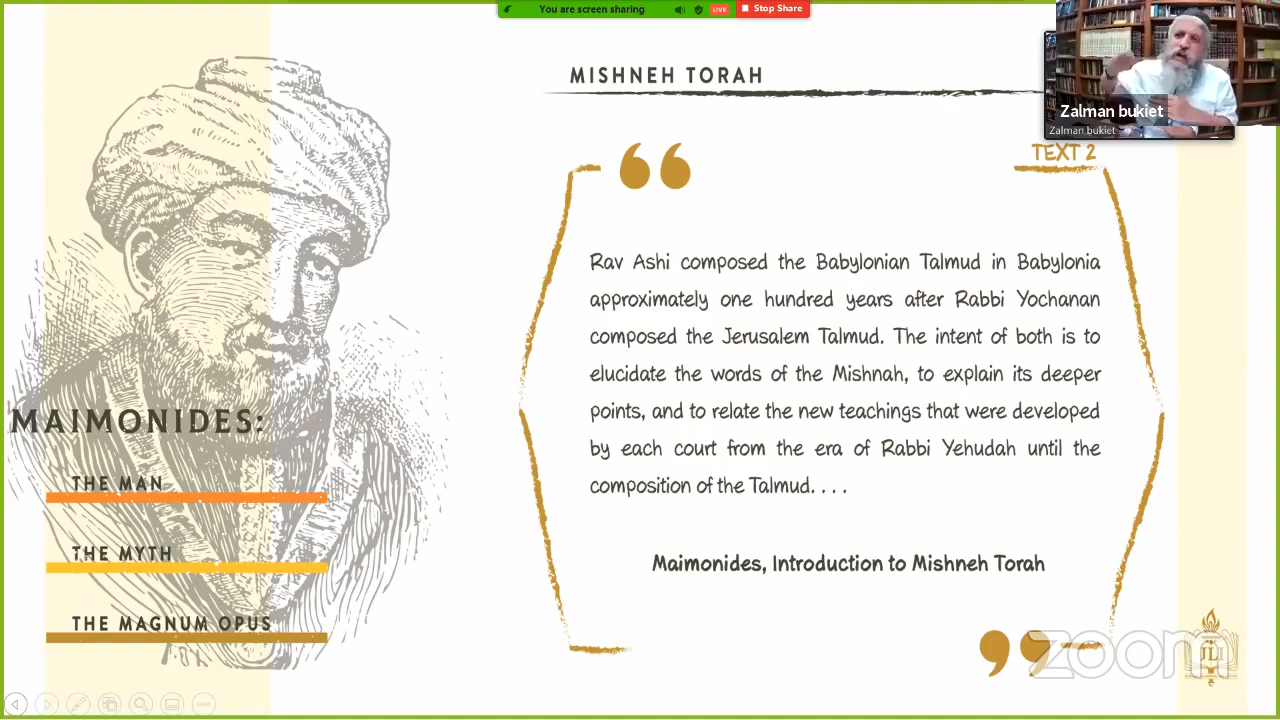 You are screen sharing
LIVE
Stop Share
Zalman bukiet
Zalman bukiet
MISHNEH TORAH
TEXT 2
“
Rav Ashi composed the Babylonian Talmud in Babylonia
approximately one hundred years after Rabbi Yochanan
composed the Jerusalem Talmud. The intent of both is to
elucidate the words of the Mishnah, to explain its deeper
points, and to relate the new teachings that were developed
by each court from the era of Rabbi Yehudah until the
composition of the Talmud. . . .
Maimonides, Introduction to Mishneh Torah
”
MAIMONIDES:
THE MAN
THE MYTH
THE MAGNUM OPUS
zoom
JLI